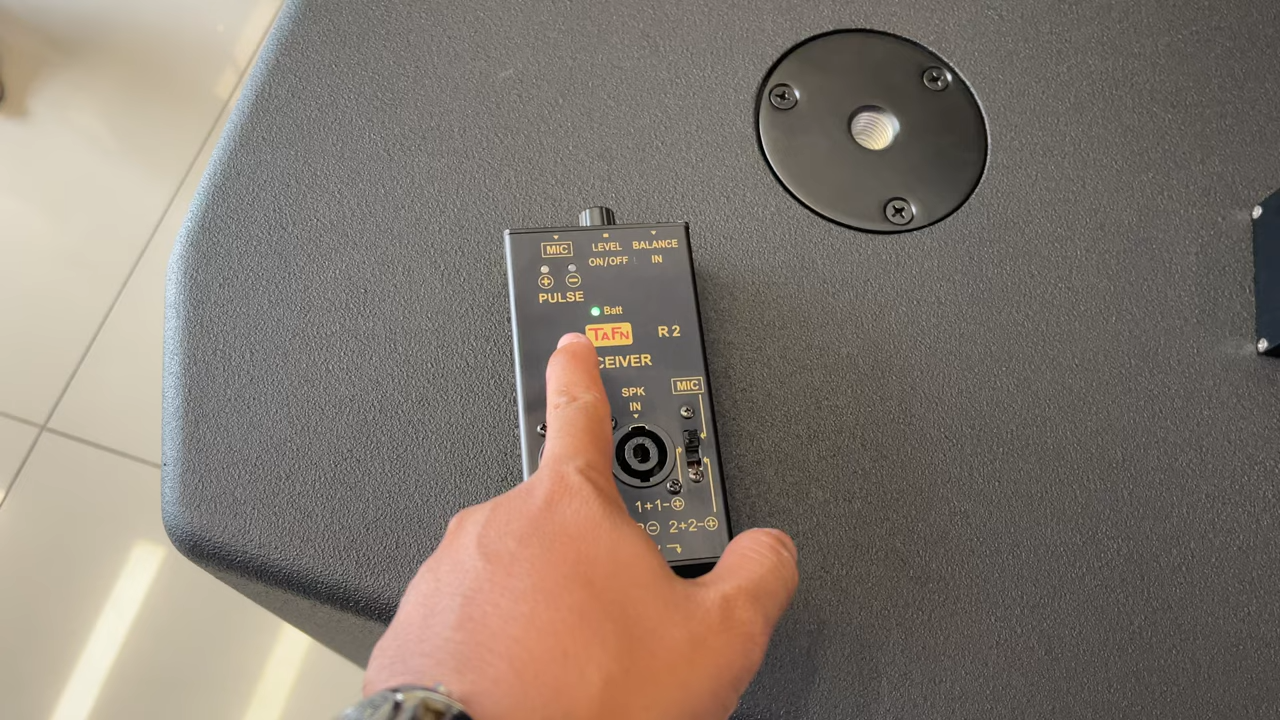 MIC LEVEL BALANCE
ON/OFF IN
PULSE
Batt
TAFN R2
CEIVER
SPK MIC
IN
1+1-
2+2-